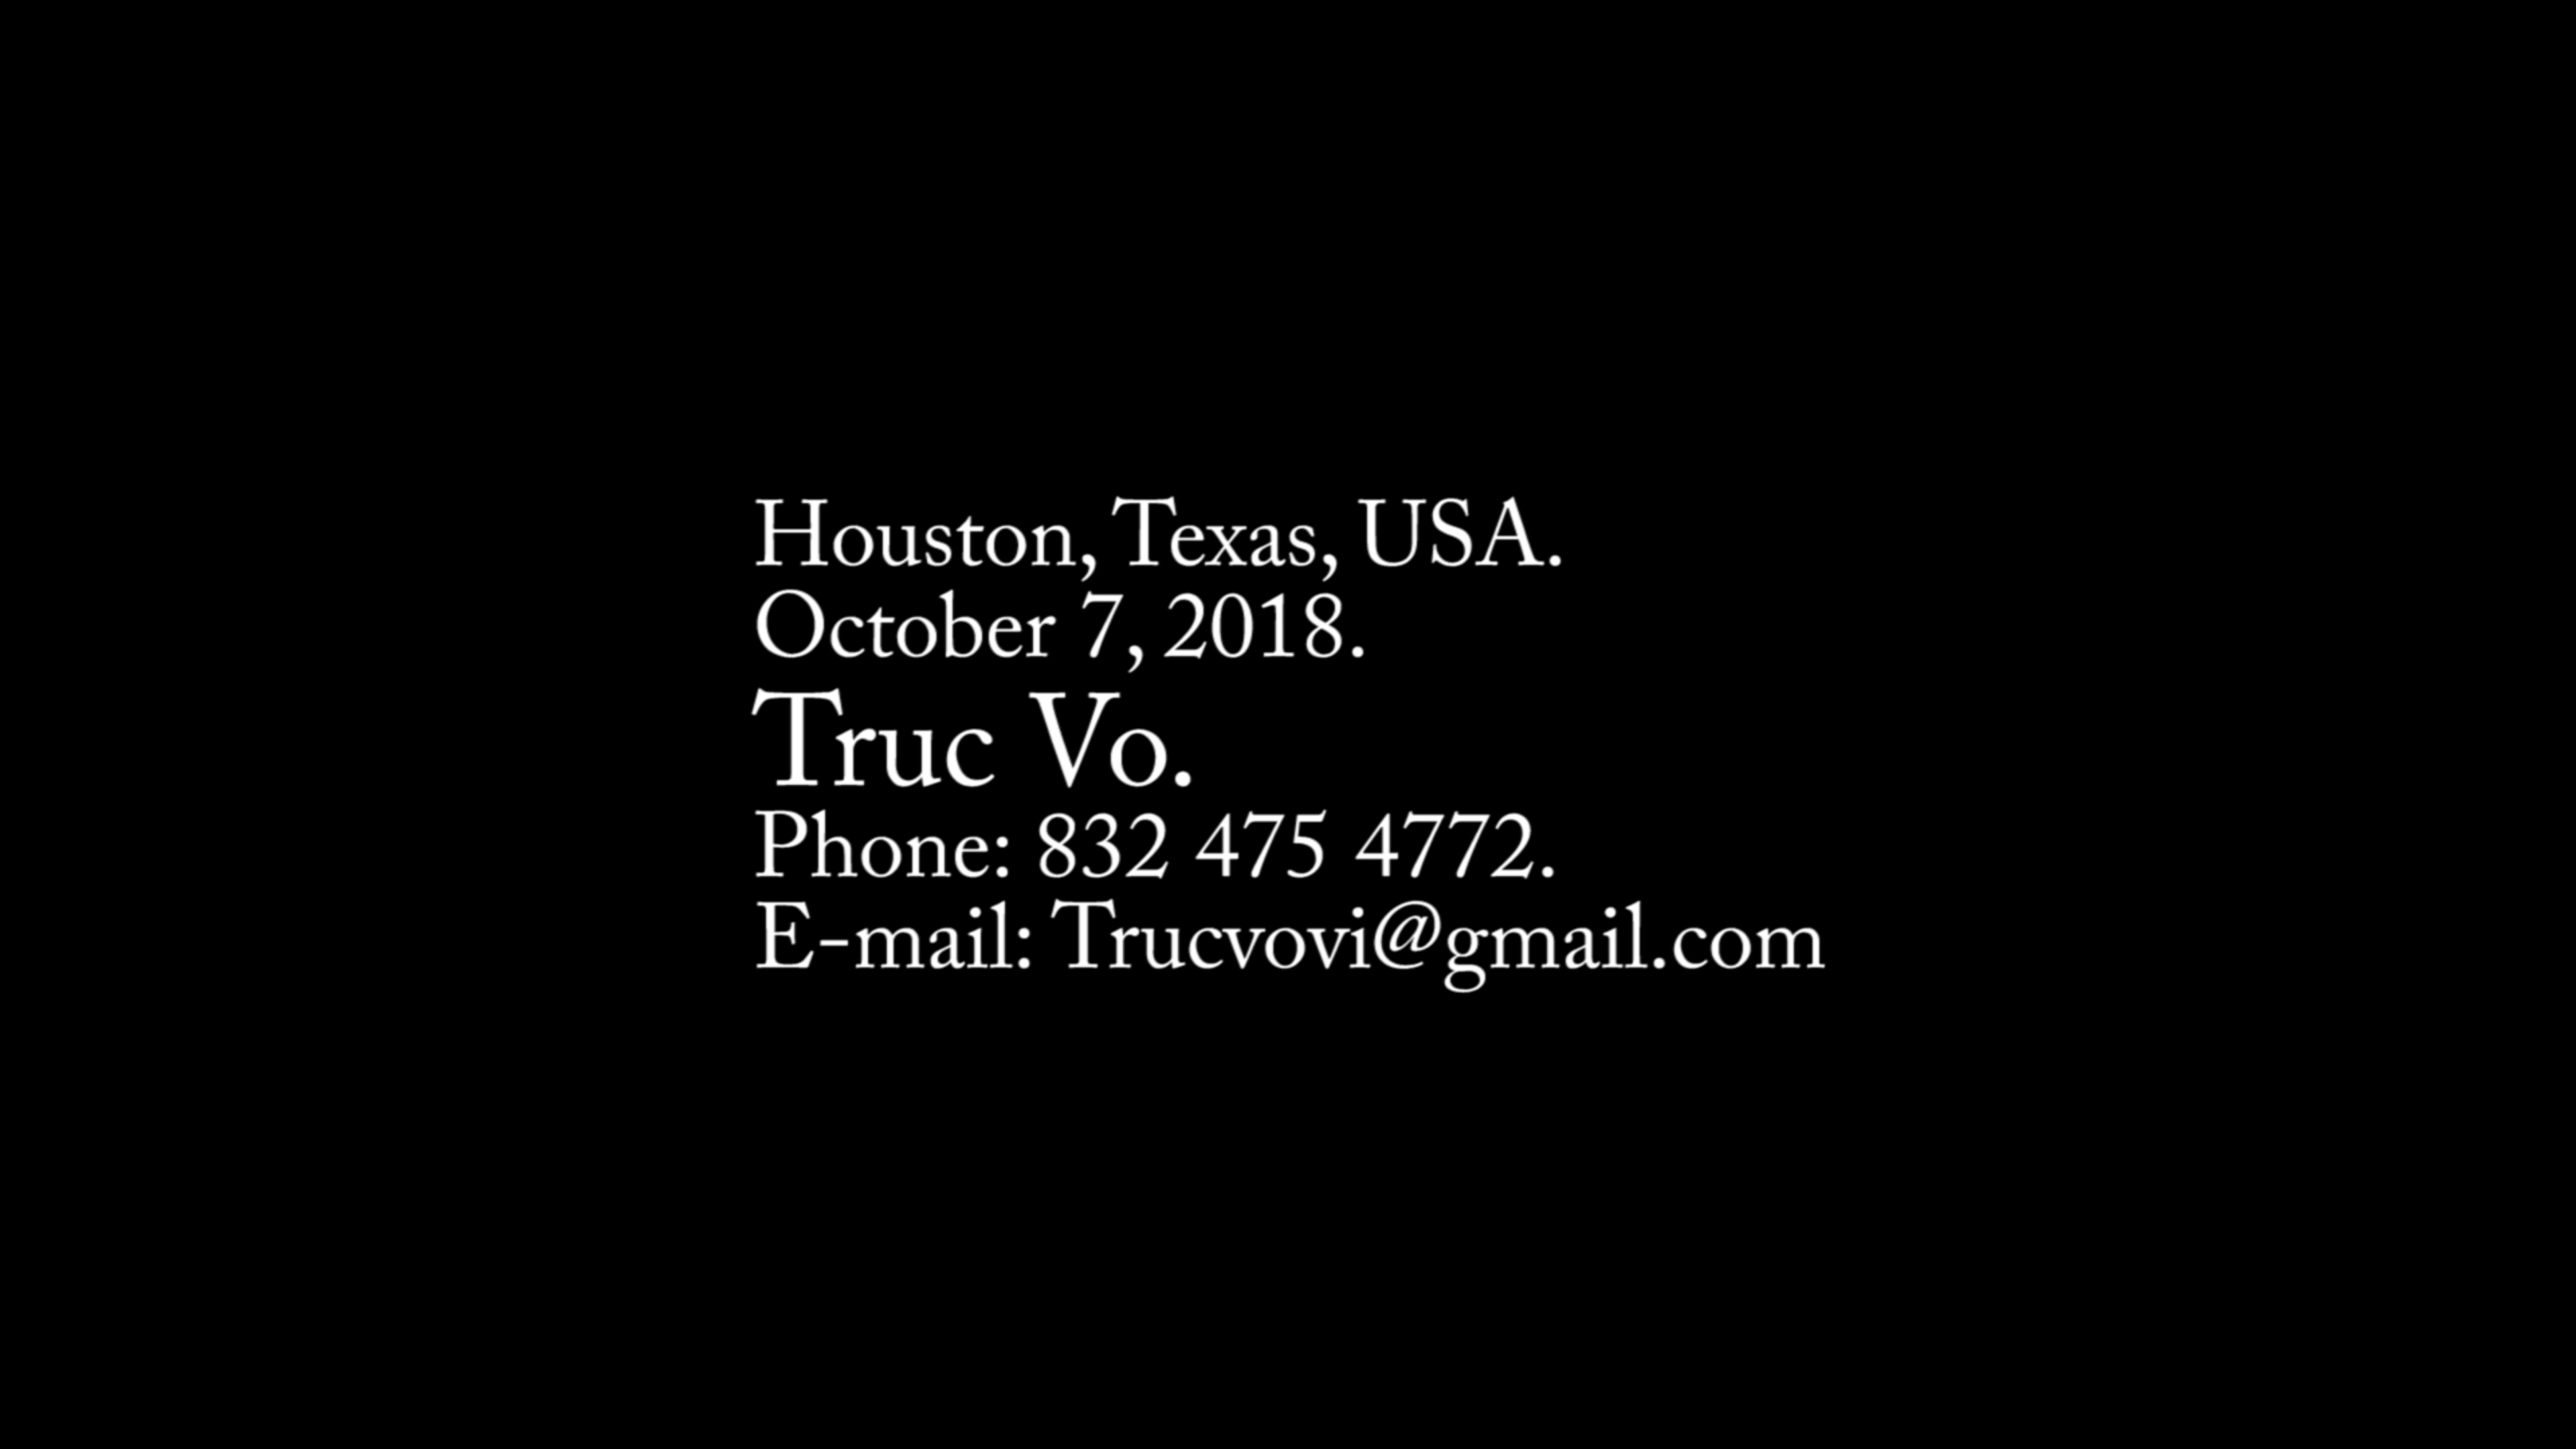 Houston, Texas, USA.
October 7, 2018.
Truc Vo.
Phone: 832 475 4772.
E-mail: Trucvovi@gmail.com